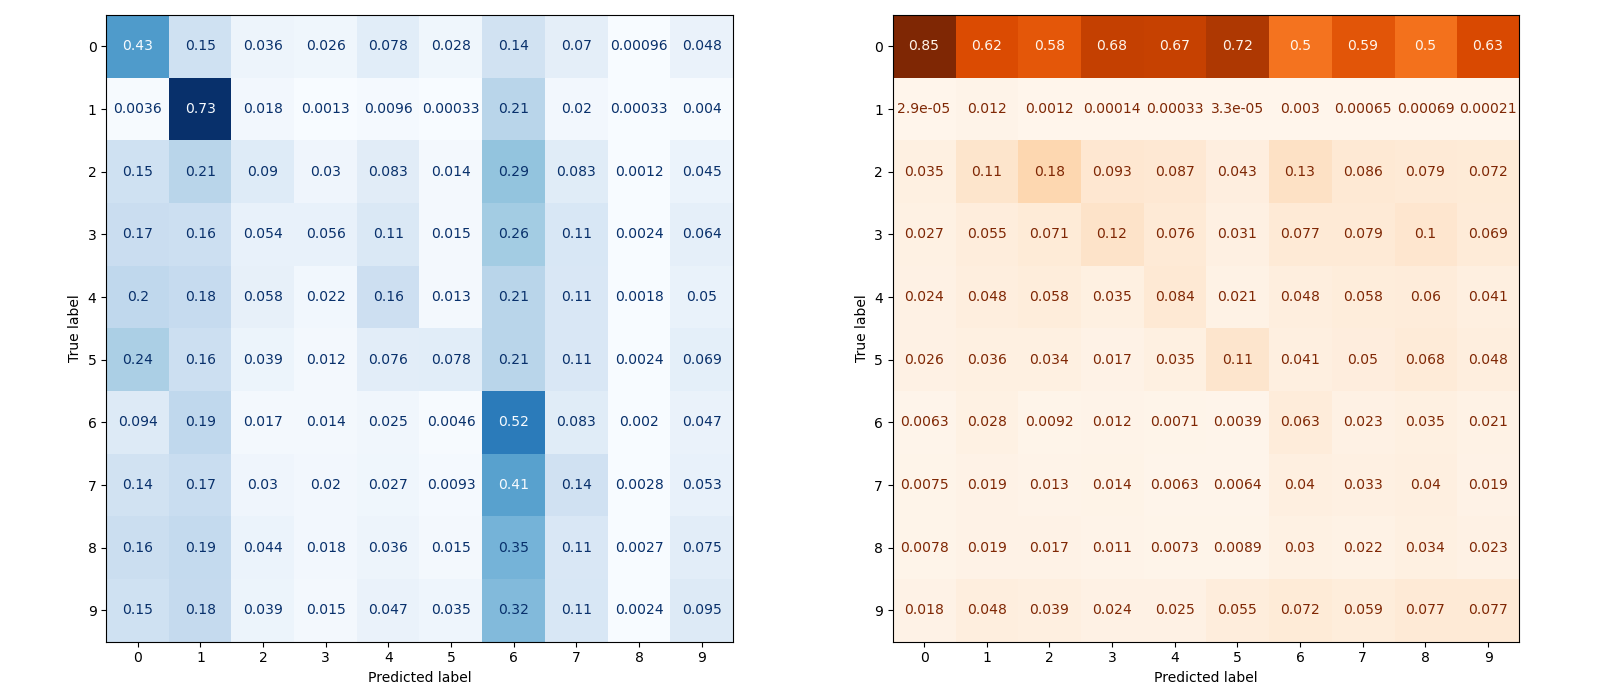 0 0.43 0.15 0.036 0.026 0.078 0.028 0.14 0.07 0.00096 0.048
1 0.0036 0.73 0.018 0.0013 0.0096 0.00033 0.21 0.02 0.00033 0.004
2 0.15 0.21 0.09 0.03 0.083 0.014 0.29 0.083 0.0012 0.045
3 0.17 0.16 0.054 0.056 0.11 0.015 0.26 0.11 0.0024 0.064
4 0.2 0.18 0.058 0.022 0.16 0.013 0.21 0.11 0.0018 0.05
True label
5 0.24 0.16 0.039 0.012 0.076 0.078 0.21 0.11 0.0024 0.069
6 0.094 0.19 0.017 0.014 0.025 0.0046 0.52 0.083 0.002 0.047
7 0.14 0.17 0.03 0.02 0.027 0.0093 0.41 0.14 0.0028 0.053
8 0.16 0.19 0.044 0.018 0.036 0.015 0.35 0.11 0.0027 0.075
9 0.15 0.18 0.039 0.015 0.047 0.035 0.32 0.11 0.0024 0.095
0 1 2 3 4 5 6 7 8 9
Predicted label
0 0.85 0.62 0.58 0.68 0.67 0.72 0.5 0.59 0.5 0.63
1 2.9e-05 0.012 0.0012 0.00014 0.00033 3.3e-05 0.003 0.00065 0.00069 0.00021
2 0.035 0.11 0.18 0.093 0.087 0.043 0.13 0.086 0.079 0.072
3 0.027 0.055 0.071 0.12 0.076 0.031 0.077 0.079 0.1 0.069
4 0.024 0.048 0.058 0.035 0.084 0.021 0.048 0.058 0.06 0.041
True label
5 0.026 0.036 0.034 0.017 0.035 0.11 0.041 0.05 0.068 0.048
6 0.0063 0.028 0.0092 0.012 0.0071 0.0039 0.063 0.023 0.035 0.021
7 0.0075 0.019 0.013 0.014 0.0063 0.0064 0.04 0.033 0.04 0.019
8 0.0078 0.019 0.017 0.011 0.0073 0.0089 0.03 0.022 0.034 0.023
9 0.018 0.048 0.039 0.024 0.025 0.055 0.072 0.059 0.077 0.077
0 1 2 3 4 5 6 7 8 9
Predicted label